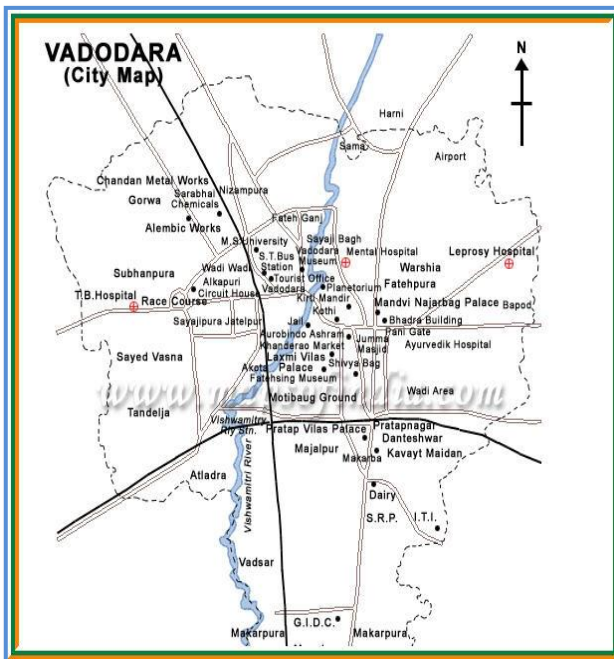 VADODARA
(City Map)
N
Harni
Sama
Airport
Chandan Metal Works
Sarabhai
Chemicals
Nizampura
Gorwa
Alembic Works
Fateh Ganj
M.S.University
Sayaji Bagh
Vadodara
Museum
Mental Hospital
Leprosy Hospital
S.T.Bus
Station
Wadi Wadi
Warshia
Subhanpura
Tourist Office
Vadodara
Planetorium
Fatehpura
Alkapuri
Circuit House
T.B.Hospital
Race Course
Kirti Mandir
Mandvi Najarbag Palace
Bapod
Kothi
Bhadra Building
Sayajipura Jatelpur
Jail
Pani Gate
Aurobindo Ashram
Jumma
Masjid
Ayurvedik Hospital
Khanderao Market
Sayed Vasna
Laxmi Vilas
Palace
Shivya Bag
Akota
Fatehsing Museum
Wadi Area
www.mapsofindia.com
Motibaug Ground
Tandelja
Vishwamitry
Rly Stn.
Pratap Vilas Palace
Pratapnagar
Danteshwar
Majalpur
Kavayt Maidan
Makarba
Atladra
Vishwamitri River
Dairy
S.R.P.
I.T.I.
Vadsar
G.I.D.C.
Makarpura
Makarpura